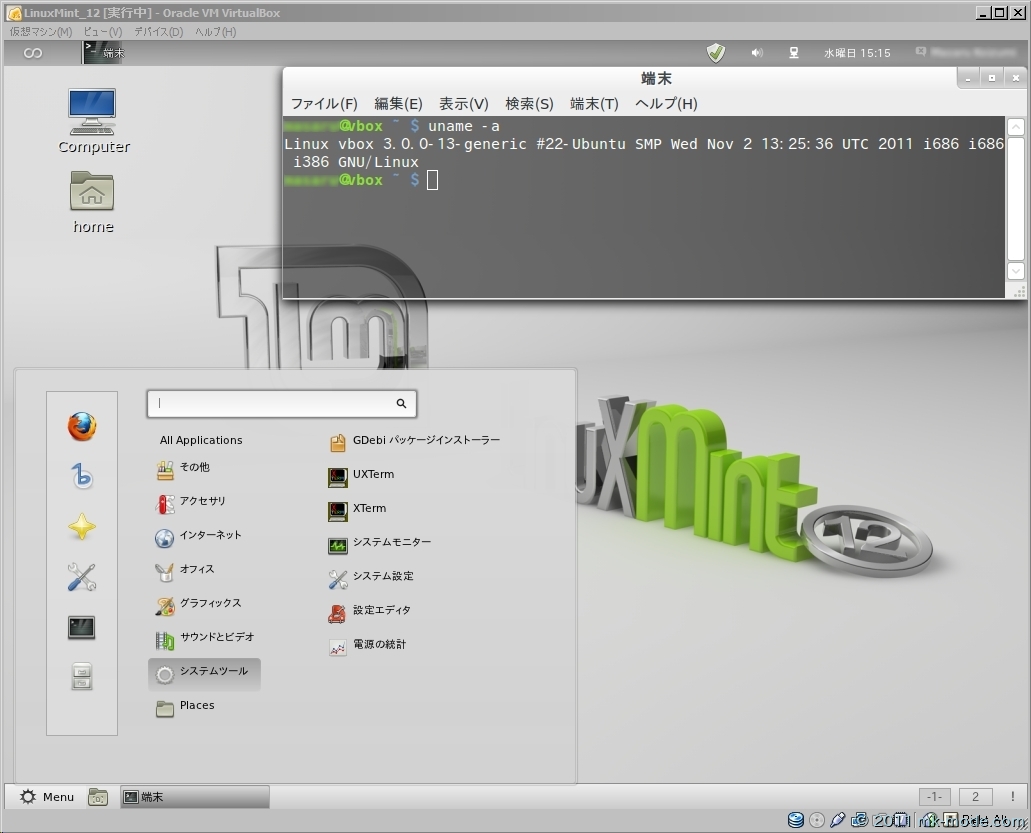 LinuxMint_12 [実行中] - Oracle VM VirtualBox
仮想マシン(M) ビュー(V) デバイス(D) ヘルプ(H)
端末
水曜日 15:15
Computer
home
端末
ファイル(F) 編集(E) 表示(V) 検索(S) 端末(T) ヘルプ(H)
@vbox ~ $ uname -a
Linux vbox 3.0.0-13-generic #22-Ubuntu SMP Wed Nov 2 13:25:36 UTC 2011 i686 i686
i386 GNU/Linux
@vbox ~ $
All Applications
その他
アクセサリ
インターネット
オフィス
グラフィックス
サウンドとビデオ
システムツール
Places
GDebi パッケージインストーラー
UXTerm
XTerm
システムモニター
システム設定
設定エディタ
電源の統計
uxMint
12
Menu
端末
-1-
2
!
© 2011 mk-mode.com